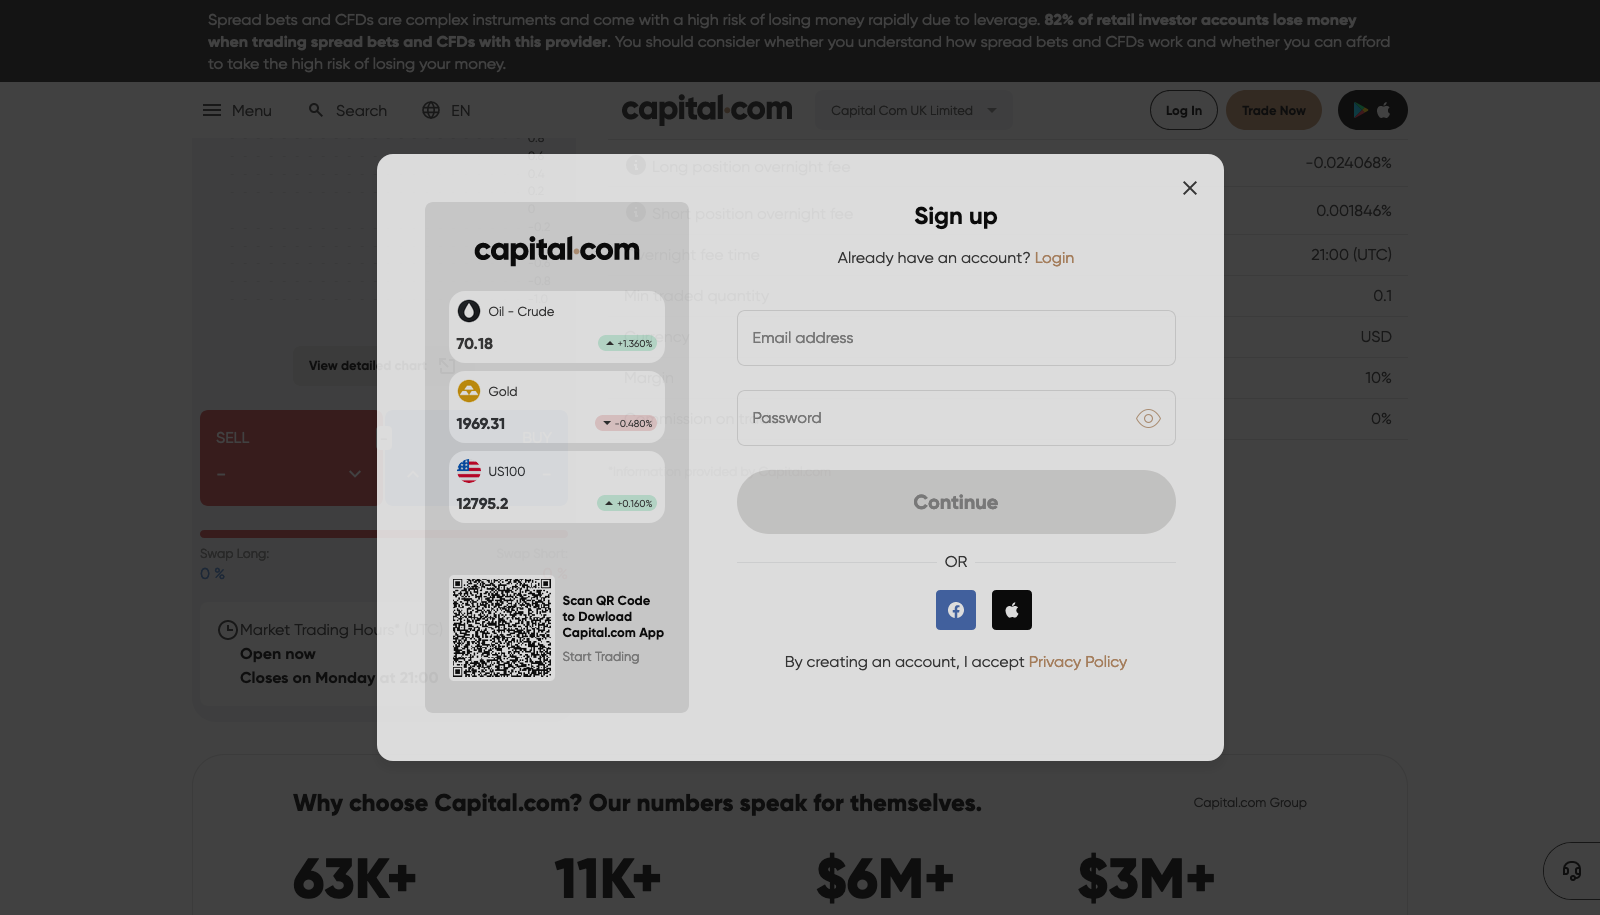 Spread bets and CFDs are complex instruments and come with a high risk of losing money rapidly due to leverage. 82% of retail investor accounts lose money
when trading spread bets and CFDs with this provider. You should consider whether you understand how spread bets and CFDs work and whether you can afford
to take the high risk of losing your money.
Menu
Search
EN
capital.com
Capital Com UK Limited
Log In
Trade Now
0.6
0.4
0.2
0
Long position overnight fee
-0.024068%
Short position overnight fee
0.001846%
fee time
21:00 (UTC)
Min traded quantity
0.1
USD
Margin
10%
0%
View detailed chart
SELL
-
BUY
Swap Long:
0 %
Swap Short:
Market Trading Hours* (UTC)
Open now
Closes on Monday at 21:00
capital.com
Oil - Crude
70.18
+1.360%
Gold
1969.31
-0.480%
US100
12795.2
+0.160%
Scan QR Code
to Dowload
Capital.com App
Start Trading
Sign up
Already have an account? Login
Email address
Password
Continue
OR
By creating an account, I accept Privacy Policy
Why choose Capital.com? Our numbers speak for themselves.
Capital.com Group
63K+
11K+
$6M+
$3M+